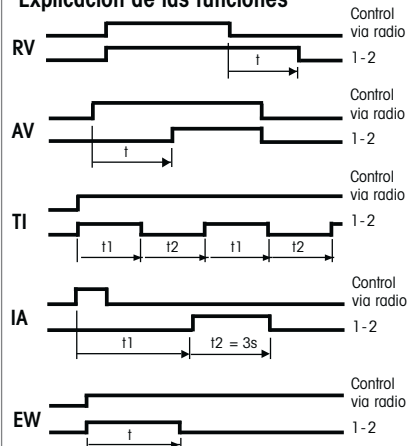 Explicación de las funciones
Control
via radio
RV
1-2
t
Control
via radio
AV
1-2
t
Control
via radio
TI
1-2
t1 t2 t1 t2
Control
via radio
IA
1-2
t1 t2 = 3s
Control
via radio
EW
1-2
t